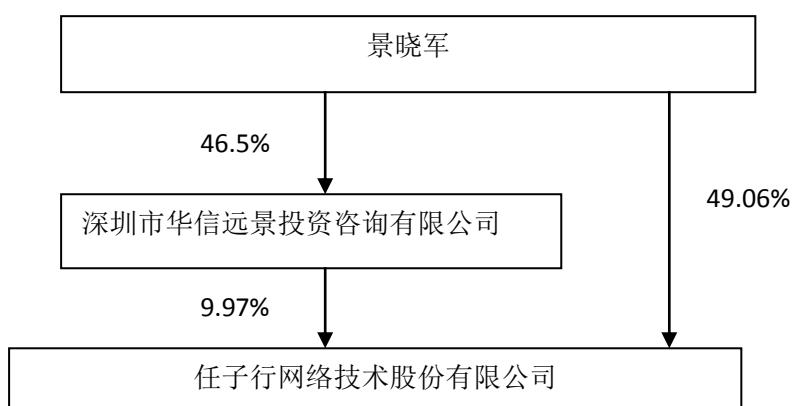 景晓军
46.5%
49.06%
深圳市华信远景投资咨询有限公司
9.97%
任子行网络技术股份有限公司